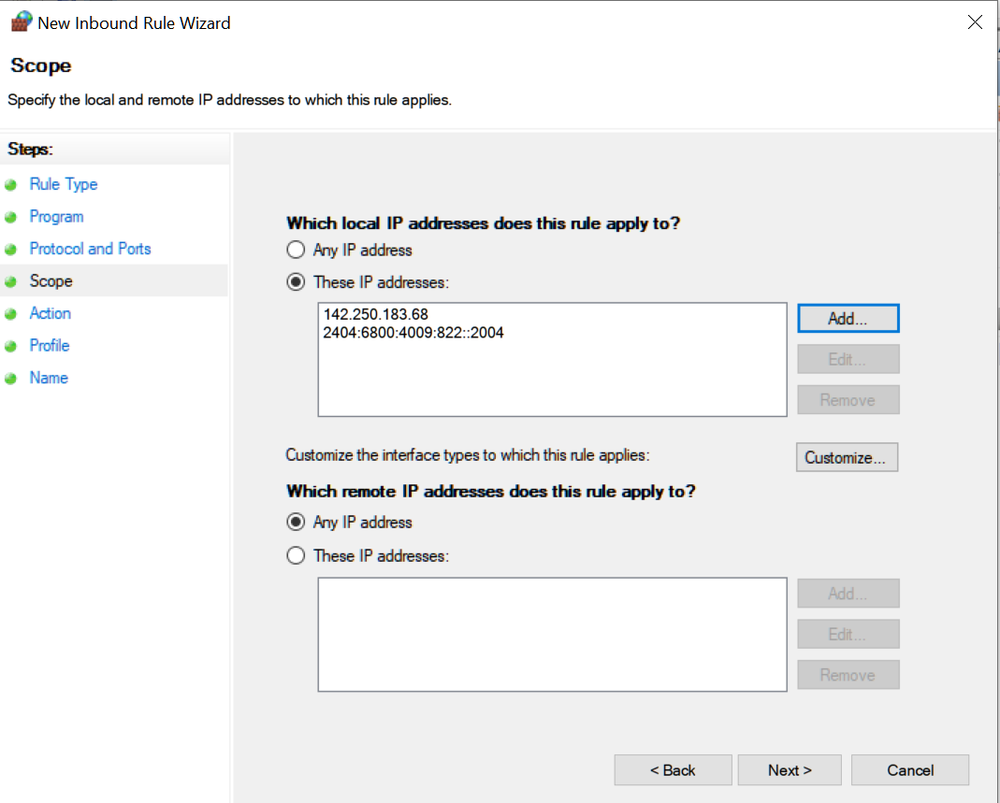 New Inbound Rule Wizard
Scope
Specify the local and remote IP addresses to which this rule applies.
Steps:
Rule Type
Program
Protocol and Ports
Scope
Action
Profile
Name
Which local IP addresses does this rule apply to?
Any IP address
These IP addresses:
142.250.183.68
2404:6800:4009:822::2004
Add...
Edit...
Remove
Customize the interface types to which this rule applies:
Customize...
Which remote IP addresses does this rule apply to?
Any IP address
These IP addresses:
Add...
Edit...
Remove
< Back
Next >
Cancel